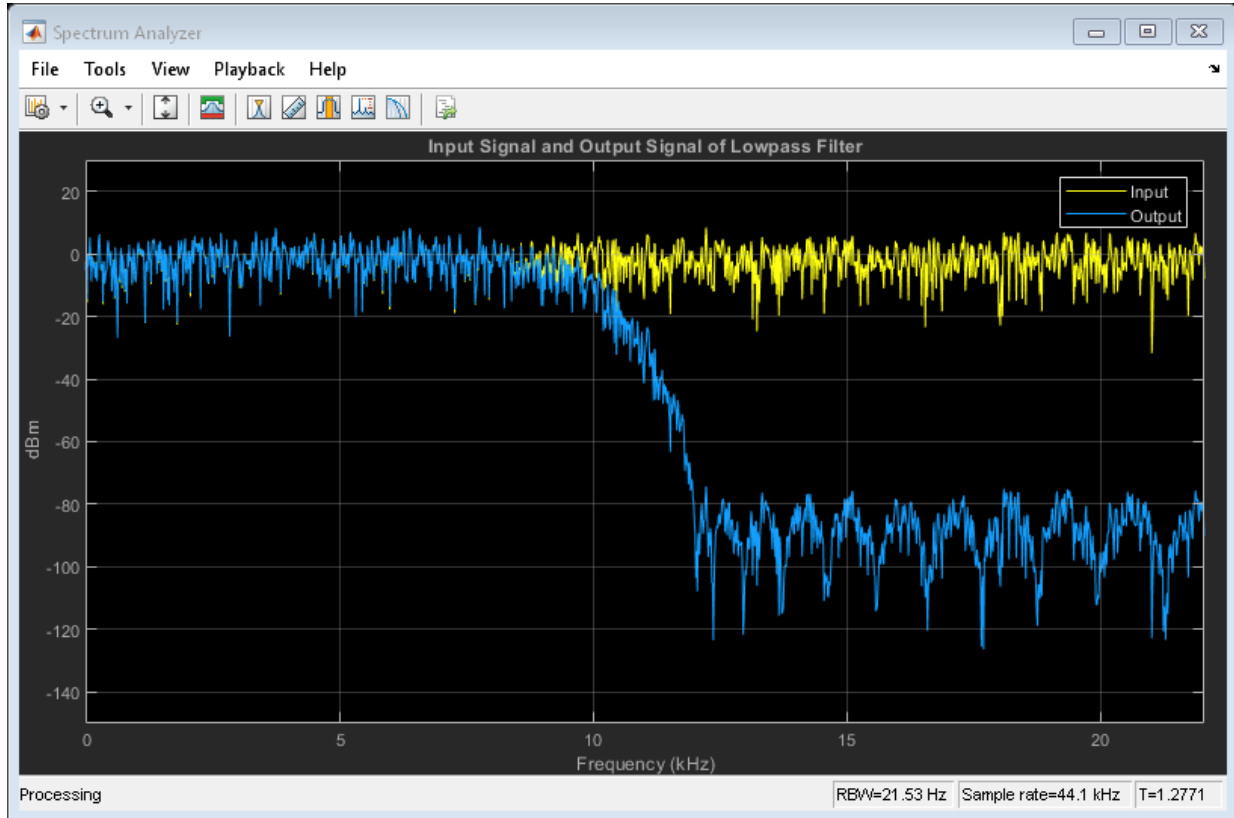 Spectrum Analyzer
File Tools View Playback Help
Input Signal and Output Signal of Lowpass Filter
Input
Output
20
0
-20
-40
-60
-80
-100
-120
-140
dBm
0 5 10 15 20
Frequency (kHz)
Processing RBW=21.53 Hz Sample rate=44.1 kHz T=1.2771